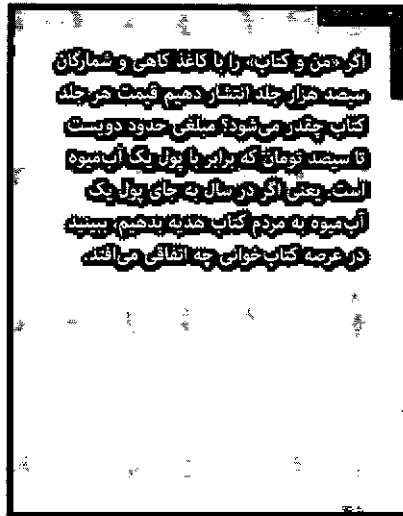 اگر «من و کتاب» را با کاغذ کاهی و شمارگان
سیصد هزار جلد انتشار دهیم قیمت هر جلد
کتاب چقدر می‌شود؟ مبلغی حدود دویست
تا سیصد تومان که برابر با پول یک آب‌میوه
است. یعنی اگر در سال به جای پول یک
آب‌میوه به مردم کتاب هدیه بدهیم، ببینید
در عرصه کتاب‌خوانی چه اتفاقی می‌افتد.